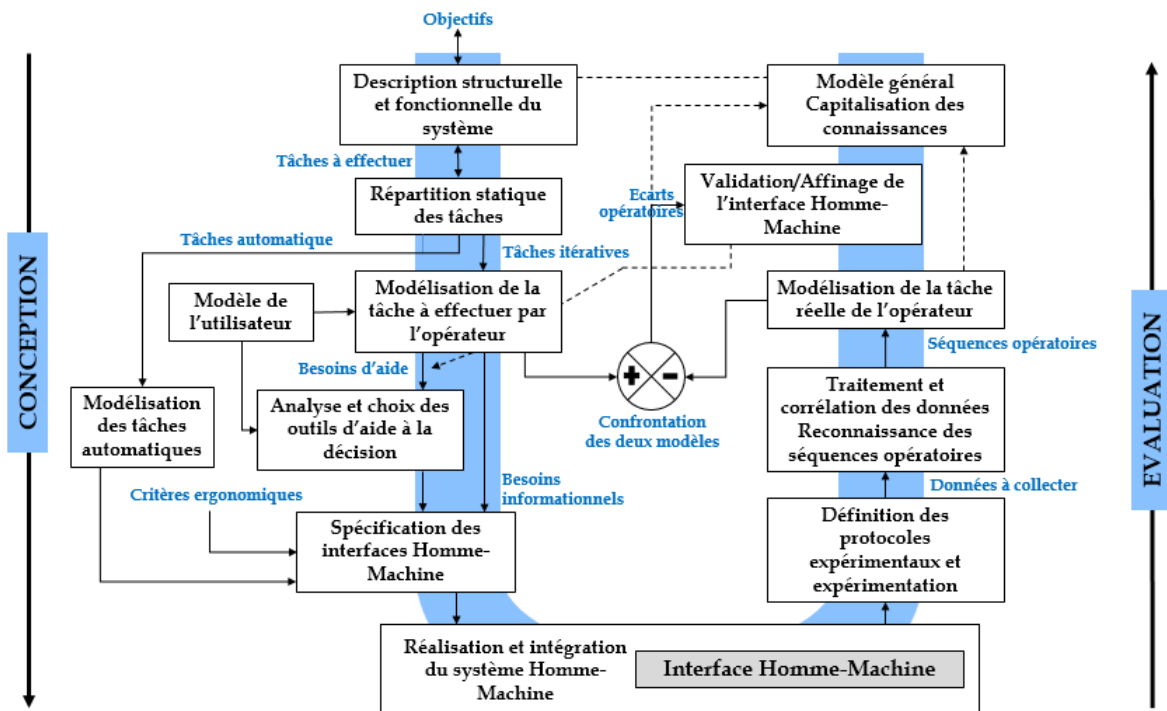 Objectifs
CONCEPTION
EVALUATION
Description structurelle
et fonctionnelle du
système
Modèle général
Capitalisation des
connaissances
Tâches à effectuer
Répartition statique
des tâches
Validation/Affinage de
l'interface Homme-
Machine
Ecarts
opératoires
Tâches automatique
Tâches itératives
Modèle de
l'utilisateur
Modélisation de la
tâche à effectuer par
l'opérateur
Modélisation de la tâche
réelle de l'opérateur
Séquences opératoires
Besoins d'aide
+
-
Confrontation
des deux modèles
Modélisation
des tâches
automatiques
Analyse et choix des
outils d'aide à la
décision
Traitement et
corrélation des données
Reconnaissance des
séquences opératoires
Données à collecter
Critères ergonomiques
Besoins
informationnels
Spécification des
interfaces Homme-
Machine
Définition des
protocoles
expérimentaux et
expérimentation
Réalisation et intégration
du système Homme-
Machine
Interface Homme-Machine